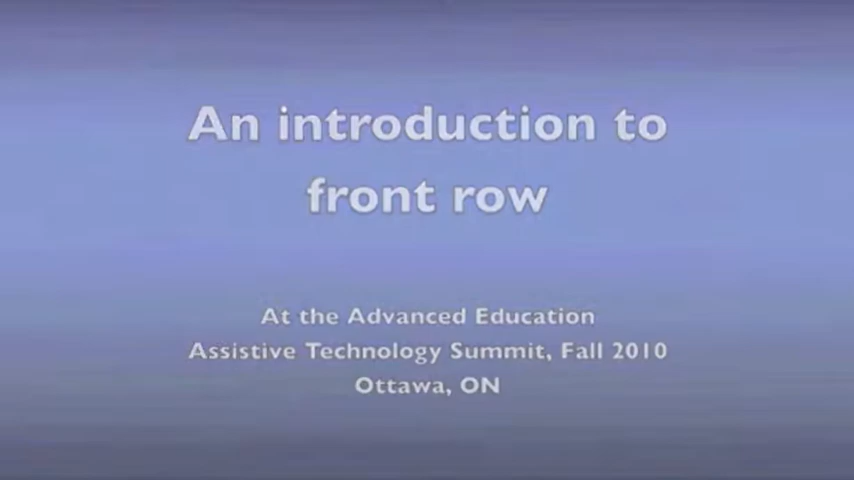 An introduction to
front row
At the Advanced Education
Assistive Technology Summit, Fall 2010
Ottawa, ON